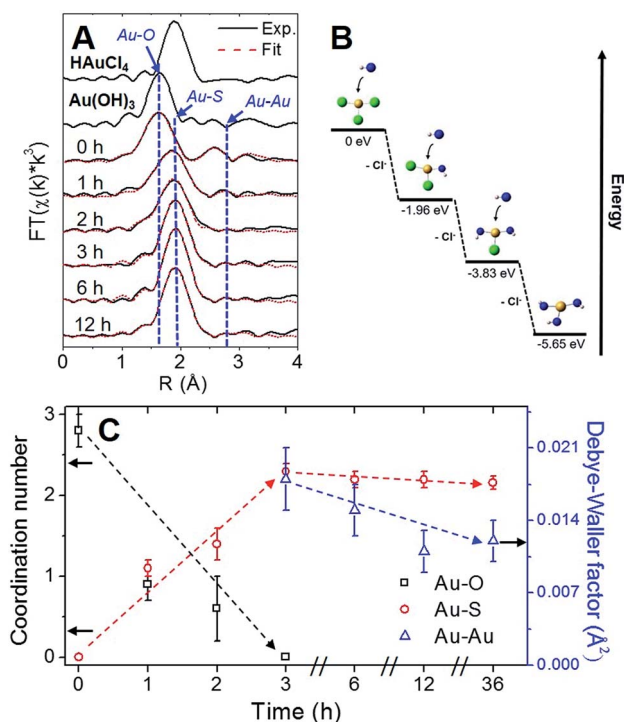 A
Exp.
Fit
Au-O
HAuCl4
Au(OH)3
Au-S
Au-Au
0 h
1 h
2 h
3 h
6 h
12 h
FT(χ(k)*k³)
0 1 2 3 4
R (Å)
B
0 eV
- Cl-
-1.96 eV
- Cl-
-3.83 eV
- Cl-
-5.65 eV
Energy
C
Coordination number
3
2
1
0
0.021
0.014
0.007
0.000
Debye-Waller factor (Å²)
Au-O
Au-S
Au-Au
0 1 2 3 6 12 36
Time (h)